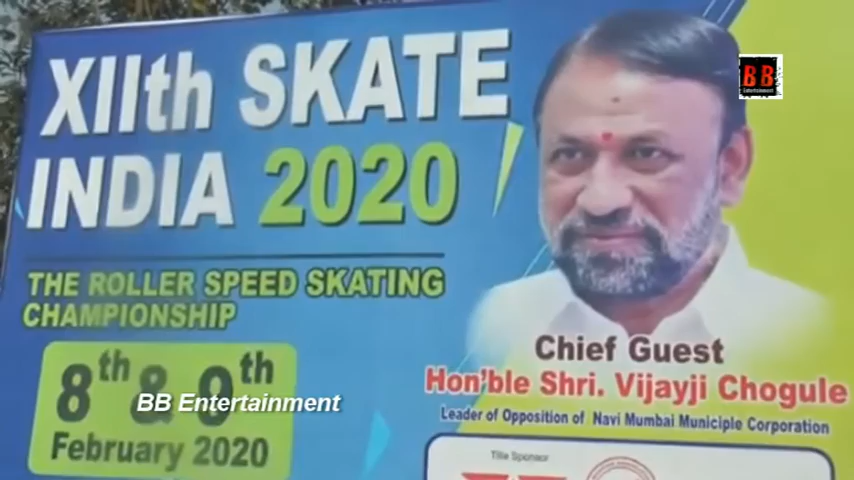 XIIth SKATE
INDIA 2020
THE ROLLER SPEED SKATING
CHAMPIONSHIP
8th & 9th
February 2020
BB Entertainment
BB
Entertainment
Chief Guest
Hon'ble Shri. Vijayji Chogule
Leader of Opposition of Navi Mumbai Municiple Corporation
Title Sponsor